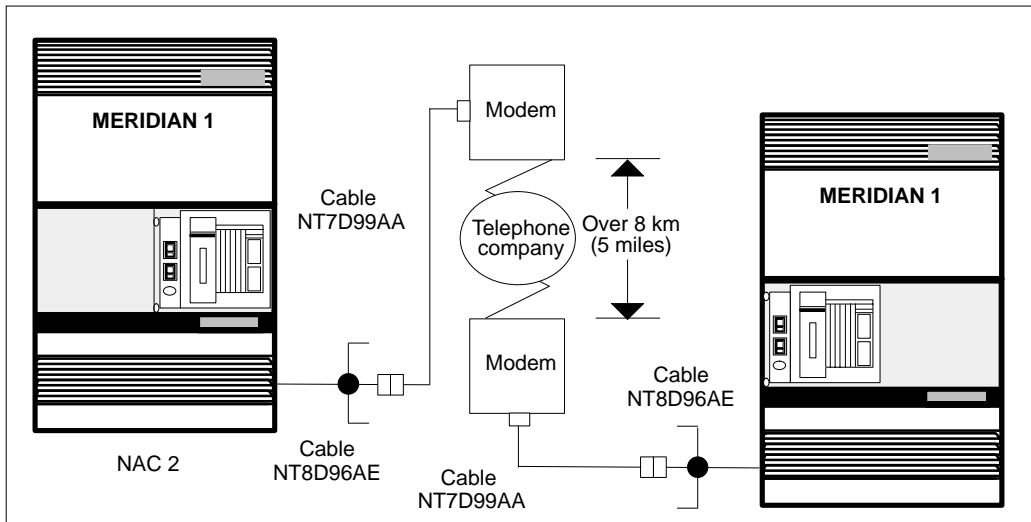 MERIDIAN 1
Modem
MERIDIAN 1
Cable
NT7D99AA
Telephone
company
Over 8 km
(5 miles)
Modem
Cable
NT8D96AE
NAC 2
Cable
NT8D96AE
Cable
NT7D99AA